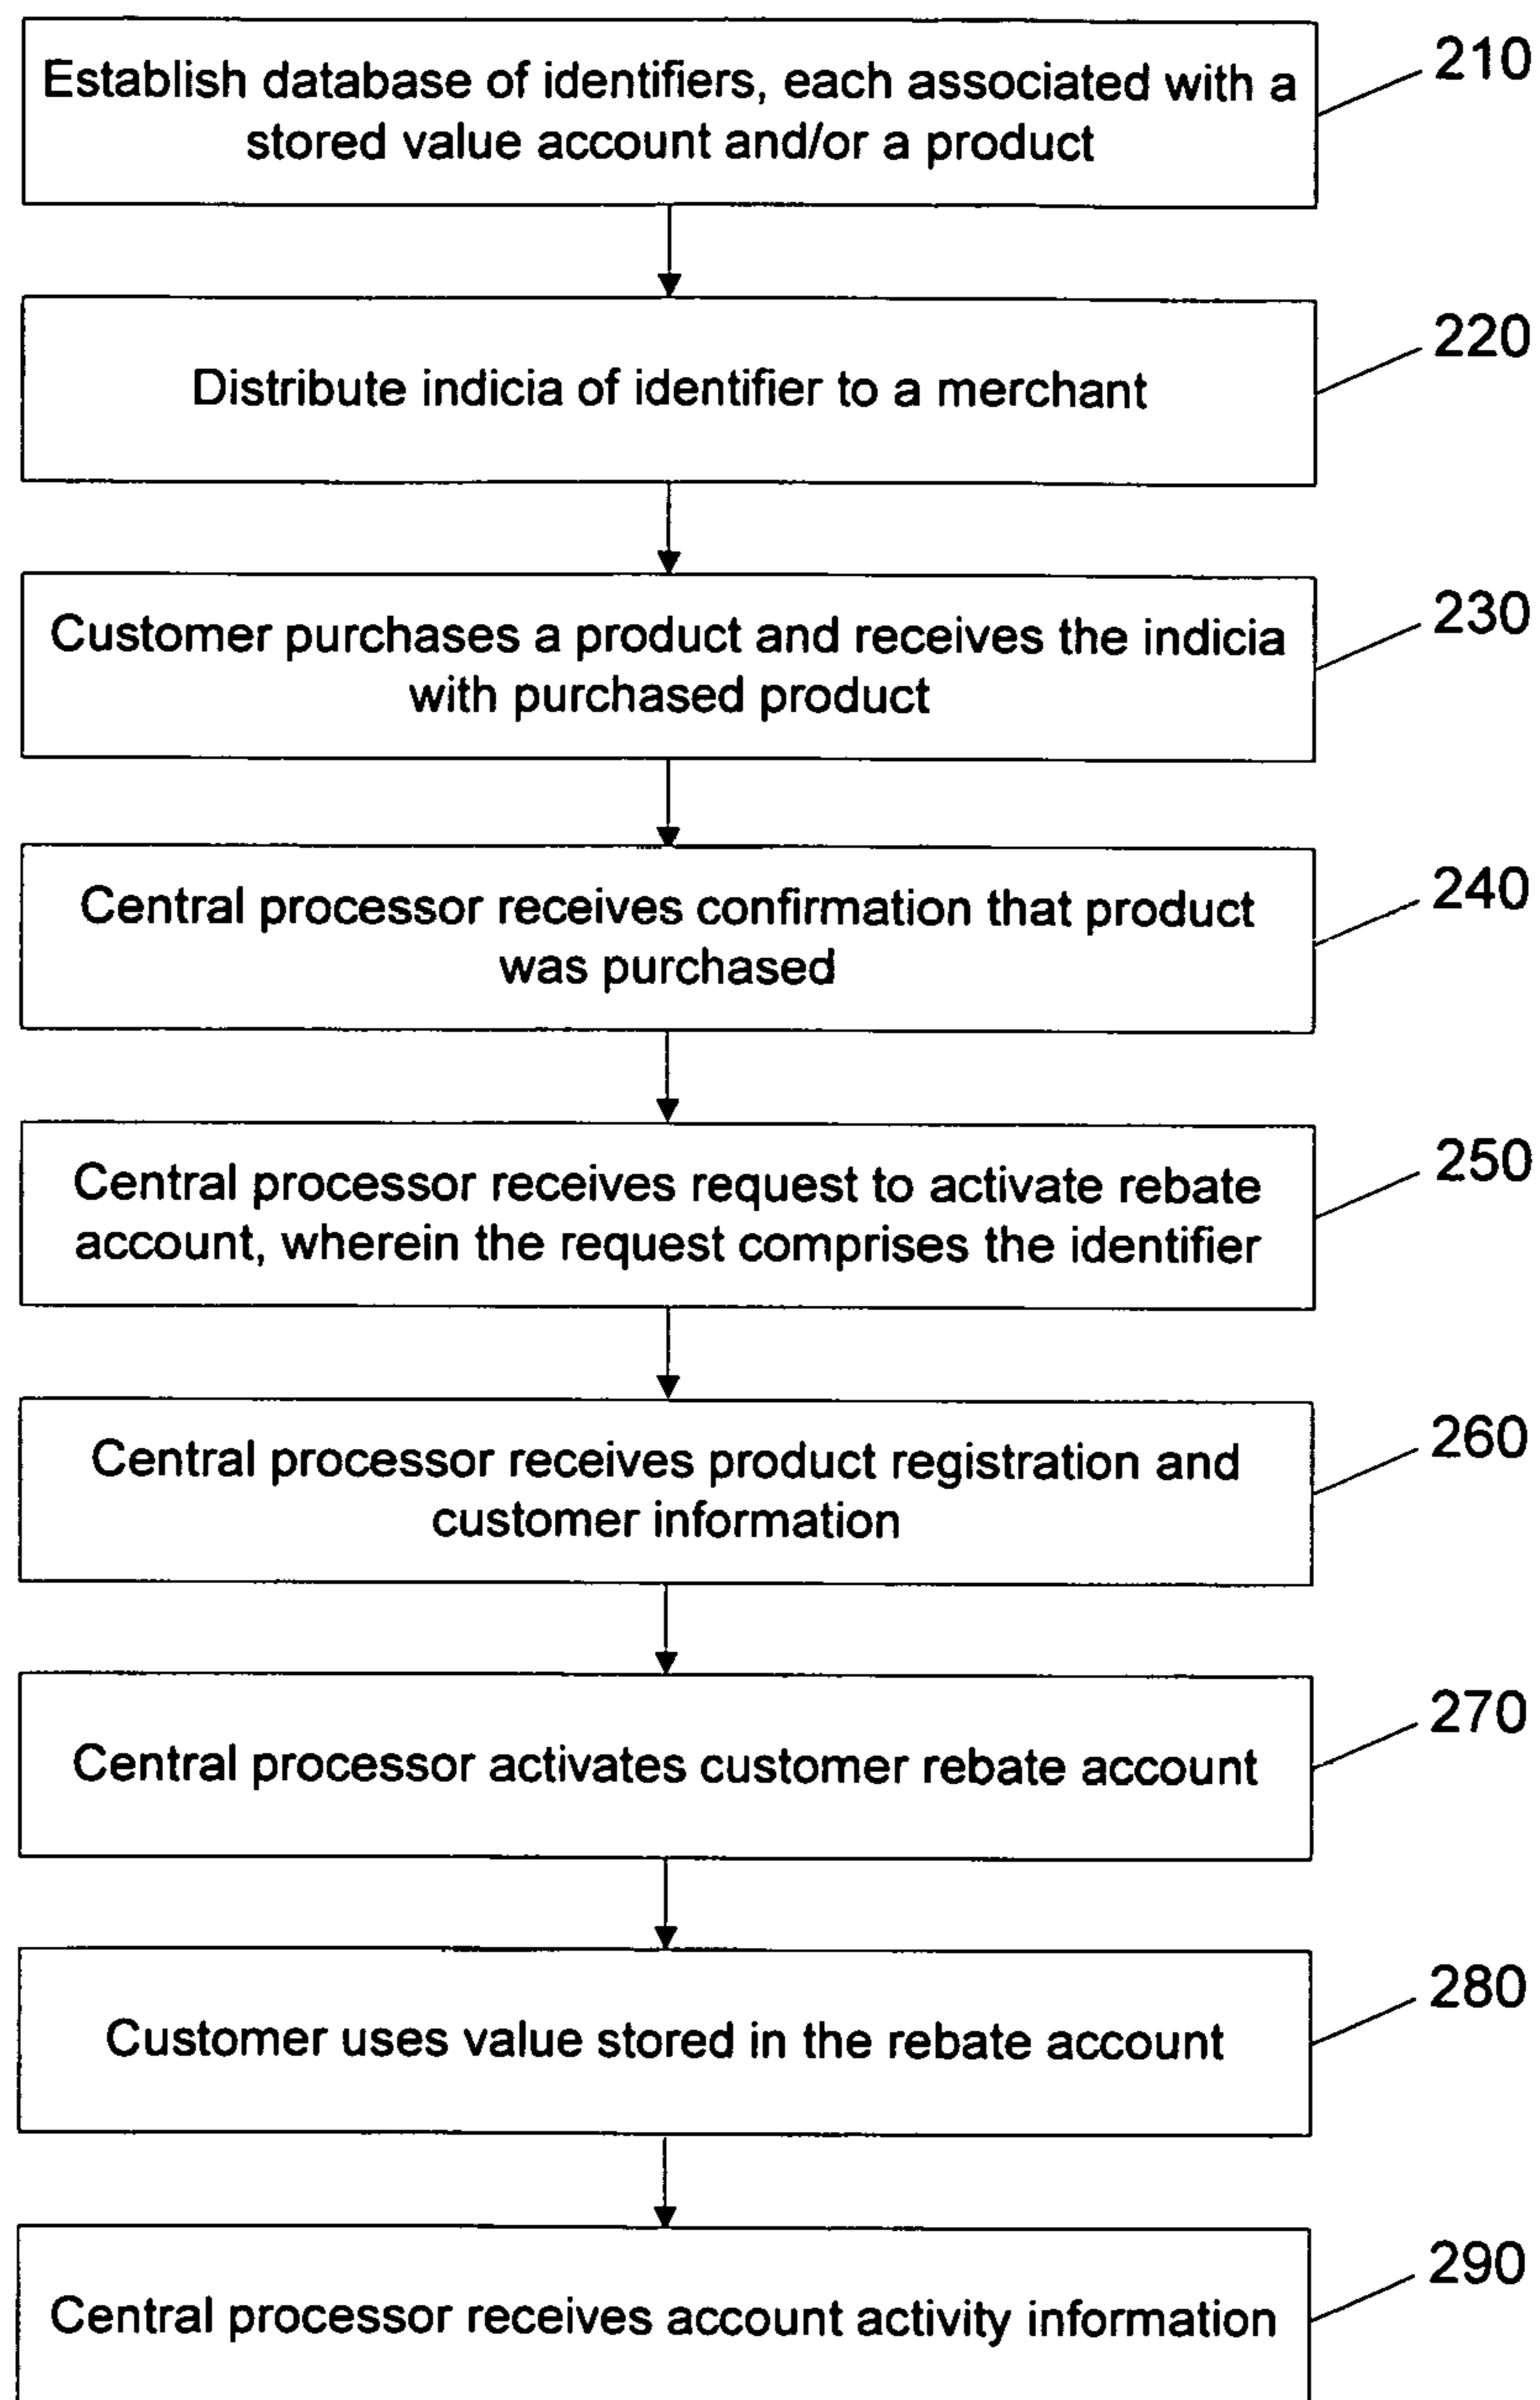 210
Establish database of identifiers, each associated with a
stored value account and/or a product
220
Distribute indicia of identifier to a merchant
230
Customer purchases a product and receives the indicia
with purchased product
240
Central processor receives confirmation that product
was purchased
250
Central processor receives request to activate rebate
account, wherein the request comprises the identifier
260
Central processor receives product registration and
customer information
270
Central processor activates customer rebate account
280
Customer uses value stored in the rebate account
290
Central processor receives account activity information